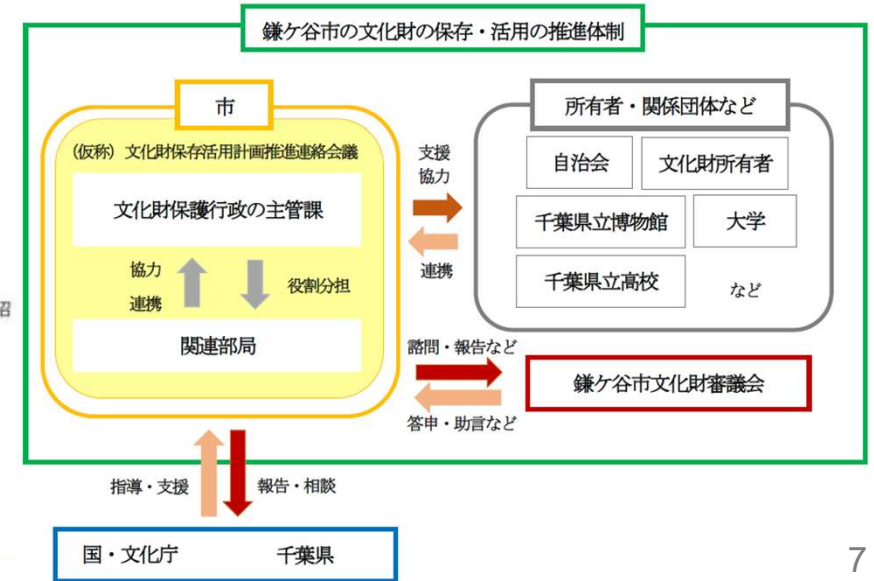 鎌ケ谷市の文化財の保存・活用の推進体制
市
(仮称) 文化財保存活用計画推進連絡会議
文化財保護行政の主管課
協力
連携
役割分担
関連部局
支援
協力
連携
所有者・関係団体など
自治会
文化財所有者
千葉県立博物館
大学
千葉県立高校
など
諮問・報告など
答申・助言など
鎌ケ谷市文化財審議会
指導・支援
報告・相談
国・文化庁
千葉県
7